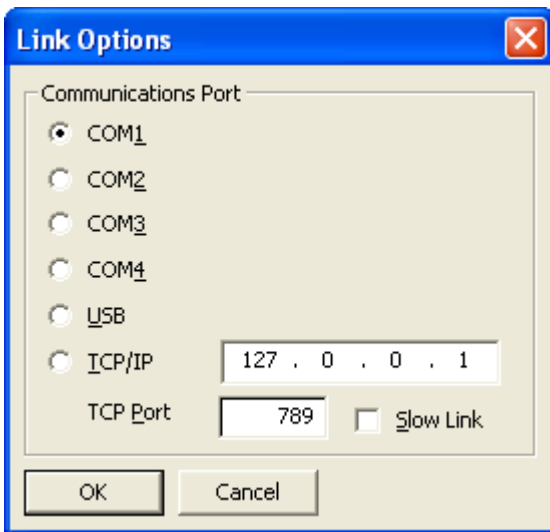 Link Options
Communications Port
COM1
COM2
COM3
COM4
USB
TCP/IP 127 . 0 . 0 . 1
TCP Port 789 Slow Link
OK Cancel